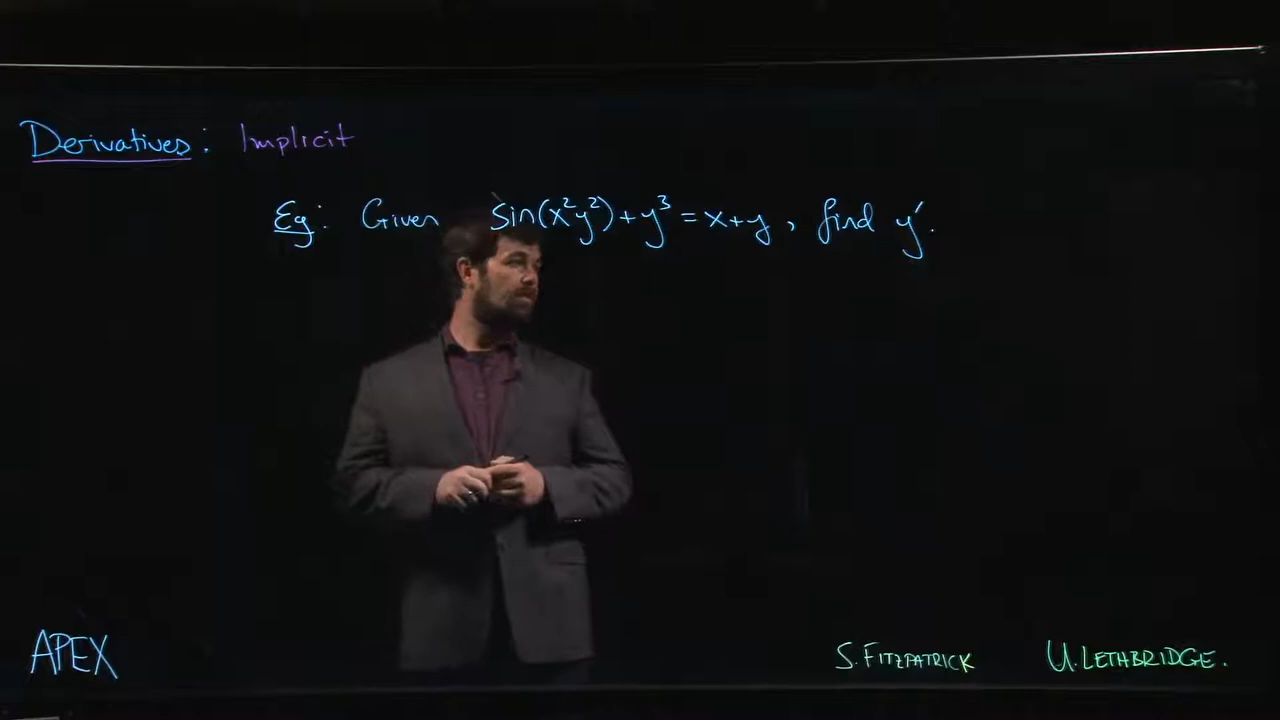 Derivatives: Implicit
Eg: Given sin(x²y²)+y³=x+y, find y′.
APEX
S. FITZPATRICK U. LETHBRIDGE.